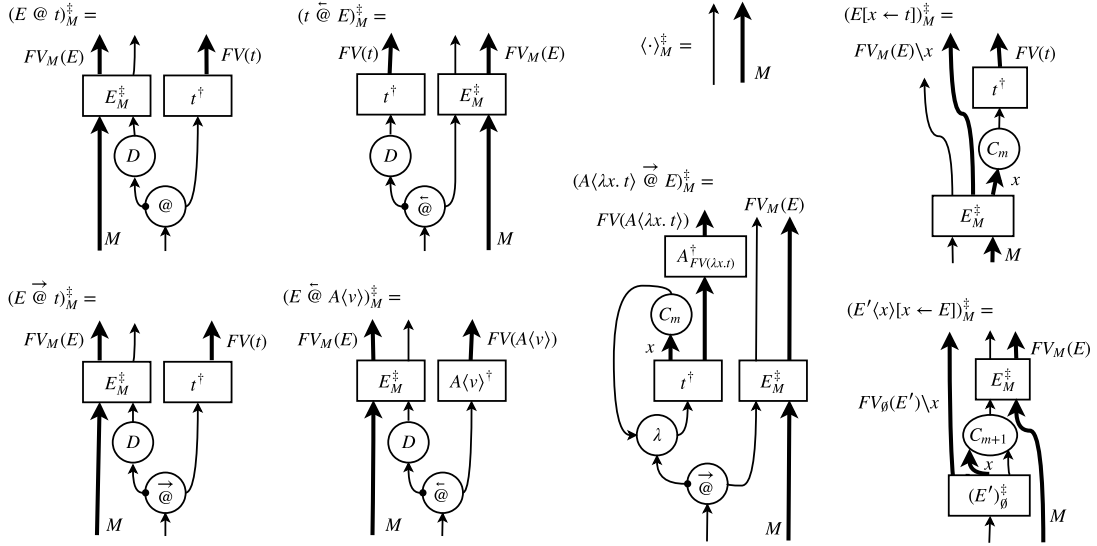 (E @ t)‡M =
FVM(E)
FV(t)
E‡M
t†
D
@
M
(t ←@ E)‡M =
FV(t)
FVM(E)
t†
E‡M
D
←@
M
⟨·⟩‡M =
M
(E[x ← t])‡M =
FVM(E)\x
FV(t)
t†
Cm
x
E‡M
M
(A⟨λx. t⟩ →@ E)‡M =
FVM(E)
FV(A⟨λx. t⟩)
A†FV(λx.t)
Cm
x
t†
E‡M
λ
→@
M
(E →@ t)‡M =
FVM(E)
FV(t)
E‡M
t†
D
→@
M
(E ←@ A⟨v⟩)‡M =
FVM(E)
FV(A⟨v⟩)
E‡M
A⟨v⟩†
D
←@
M
(E′⟨x⟩[x ← E])‡M =
FVM(E)
E‡M
FV∅(E′)\x
Cm+1
x
(E′)‡∅
M